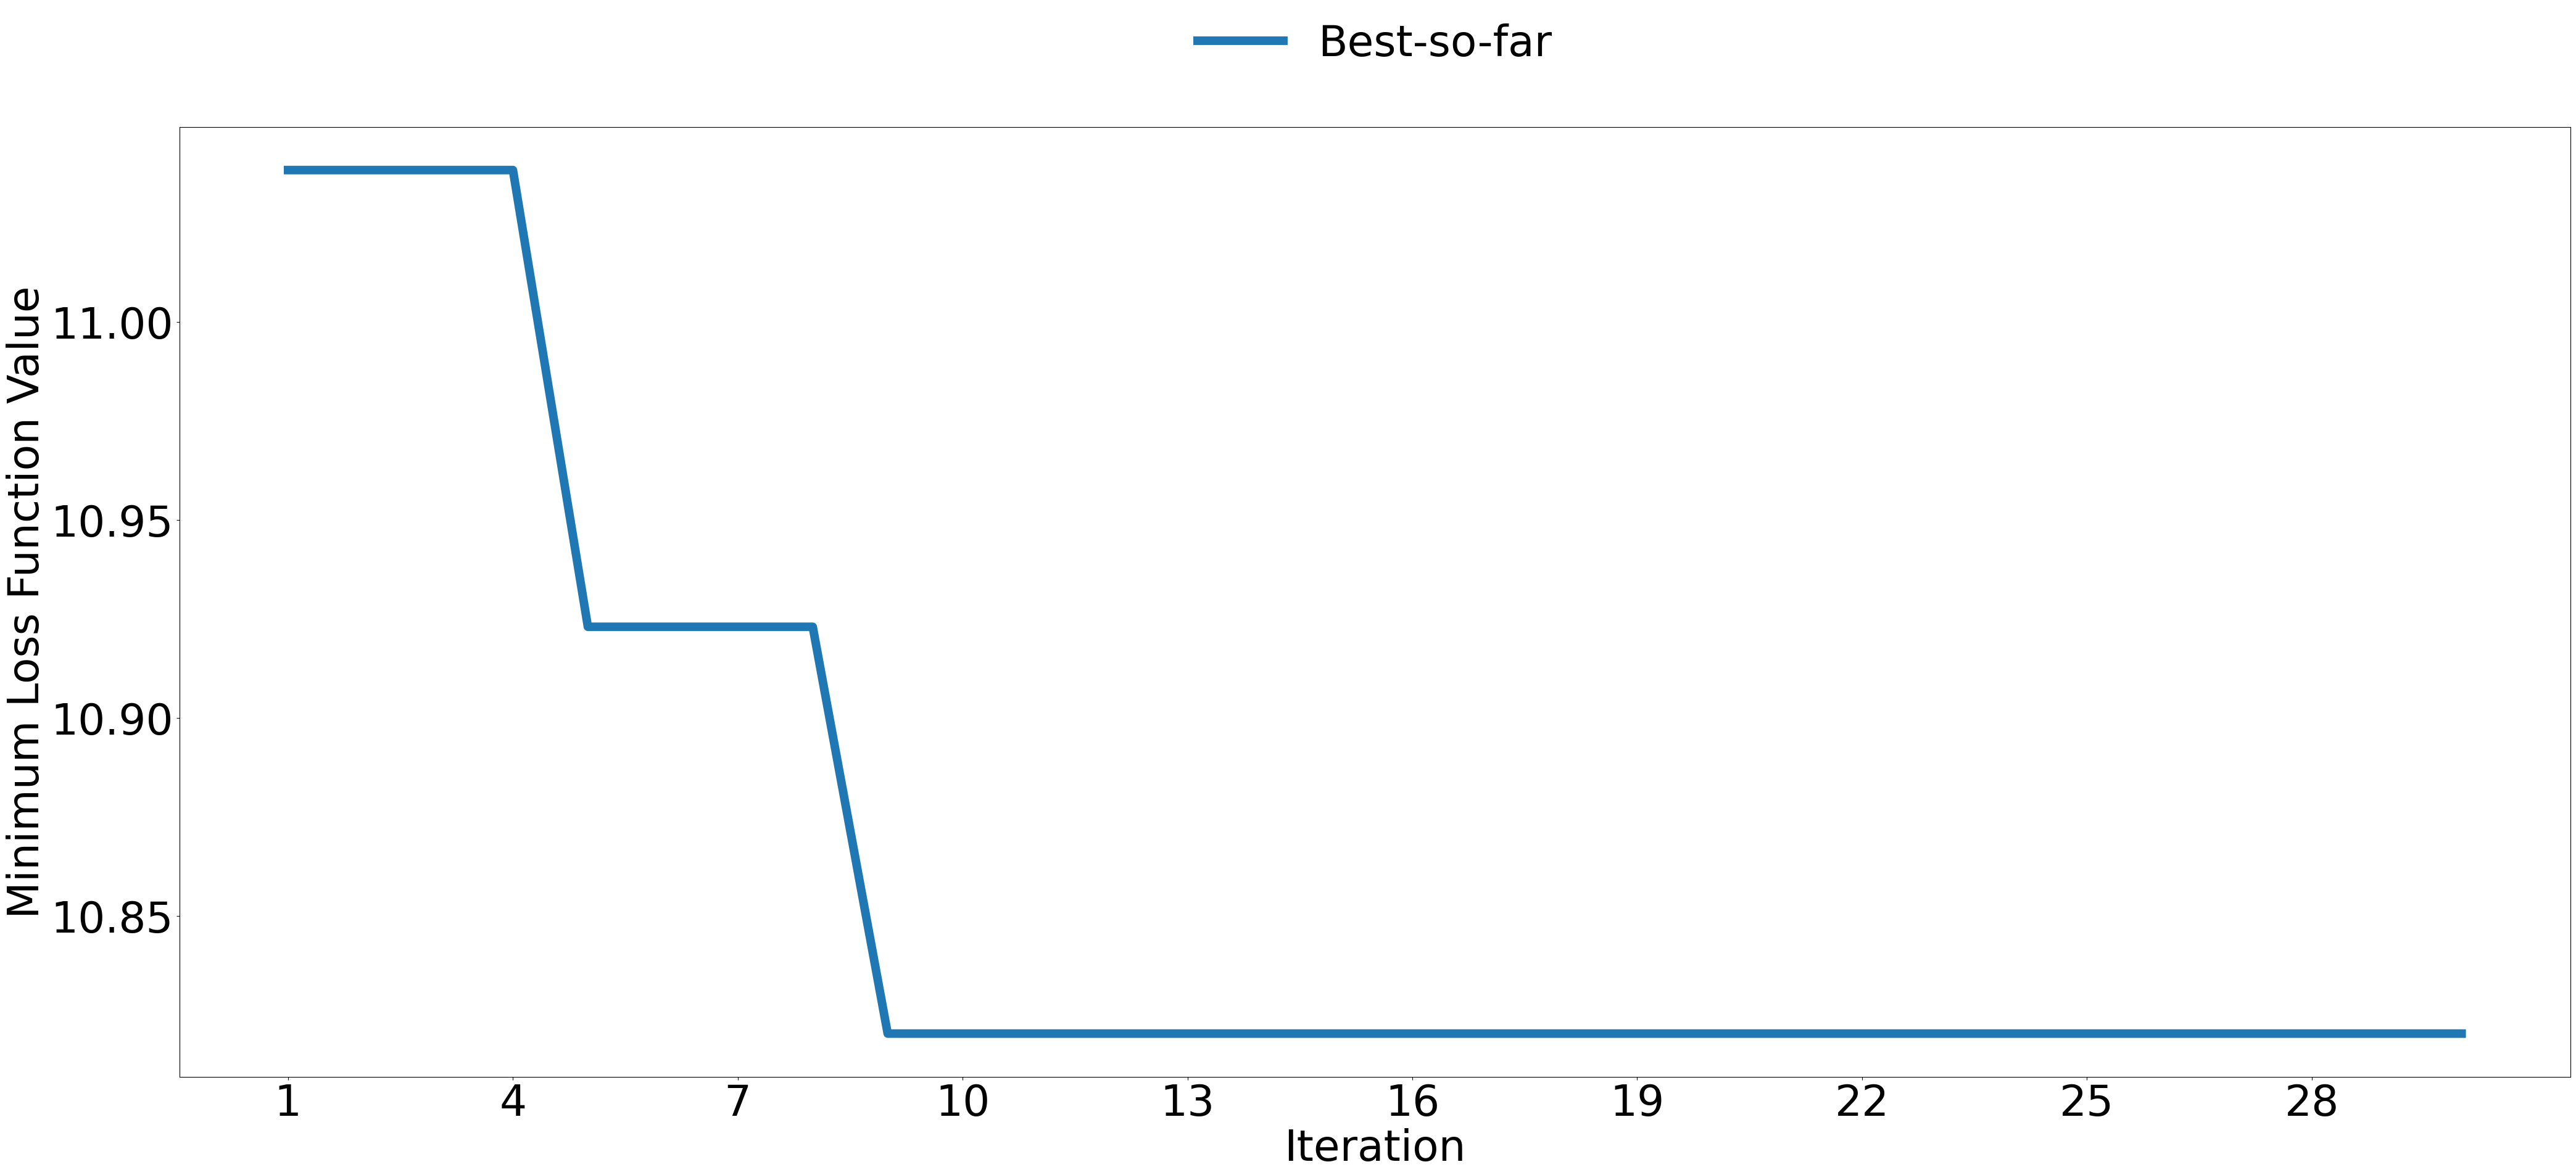 Best-so-far
Minimum Loss Function Value
11.00
10.95
10.90
10.85
1 4 7 10 13 16 19 22 25 28
Iteration